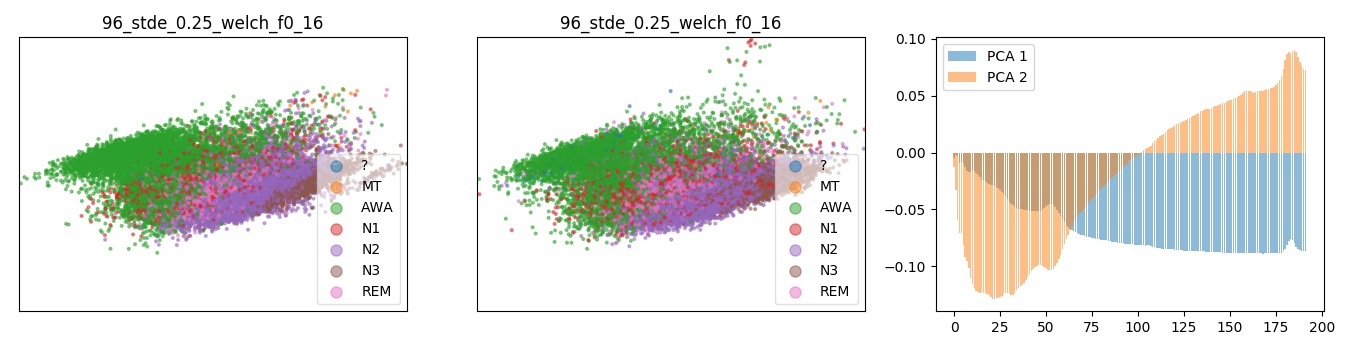 96_stde_0.25_welch_f0_16
?
MT
AWA
N1
N2
N3
REM
96_stde_0.25_welch_f0_16
?
MT
AWA
N1
N2
N3
REM
PCA 1
PCA 2
0.10
0.05
0.00
−0.05
−0.10
0 25 50 75 100 125 150 175 200